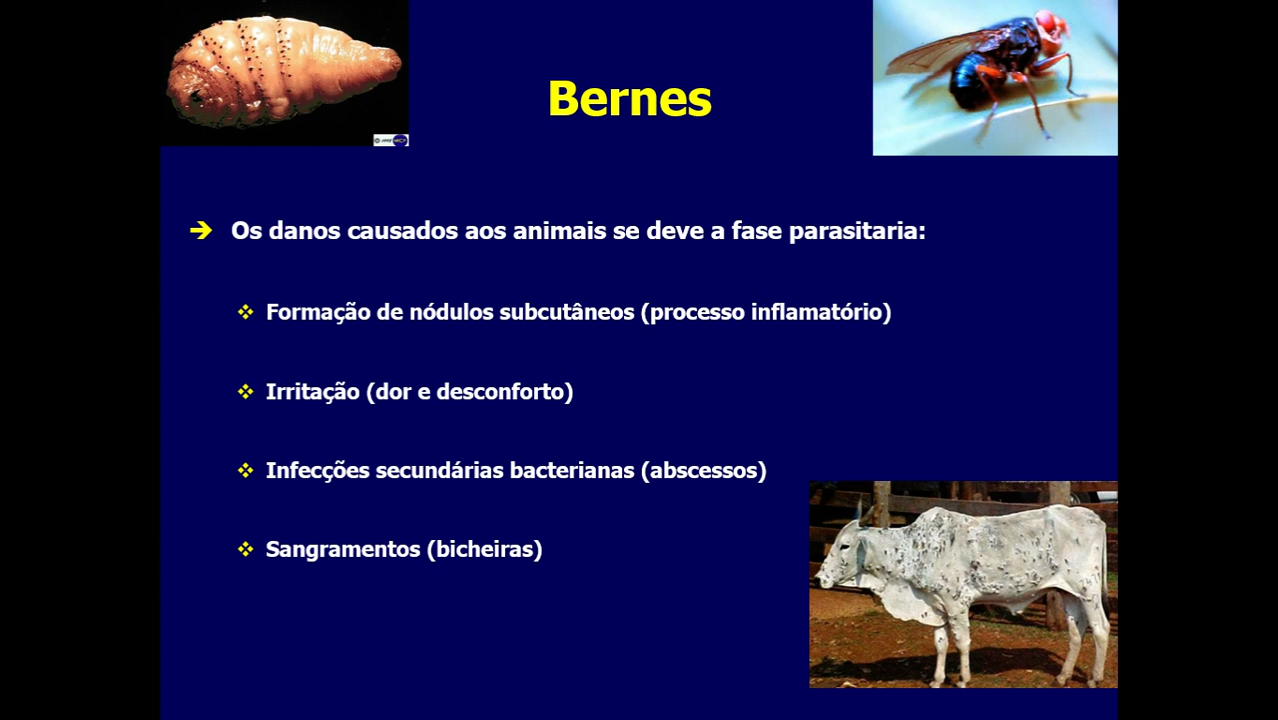 Bernes
Os danos causados aos animais se deve a fase parasitaria:
Formação de nódulos subcutâneos (processo inflamatório)
Irritação (dor e desconforto)
Infecções secundárias bacterianas (abscessos)
Sangramentos (bicheiras)